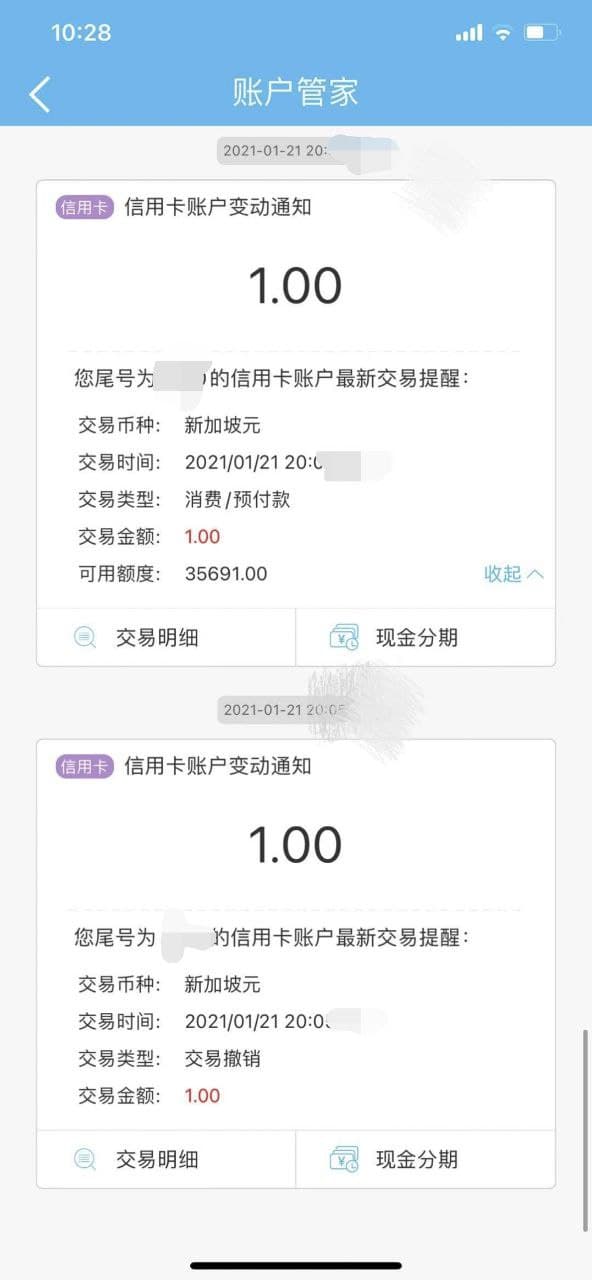 10:28
账户管家
2021-01-21 20:
信用卡 信用卡账户变动通知
1.00
您尾号为 的信用卡账户最新交易提醒:
交易币种: 新加坡元
交易时间: 2021/01/21 20:0
交易类型: 消费/预付款
交易金额: 1.00
可用额度: 35691.00 收起
交易明细 现金分期
2021-01-21 20:05
信用卡 信用卡账户变动通知
1.00
您尾号为 的信用卡账户最新交易提醒:
交易币种: 新加坡元
交易时间: 2021/01/21 20:0
交易类型: 交易撤销
交易金额: 1.00
交易明细 现金分期